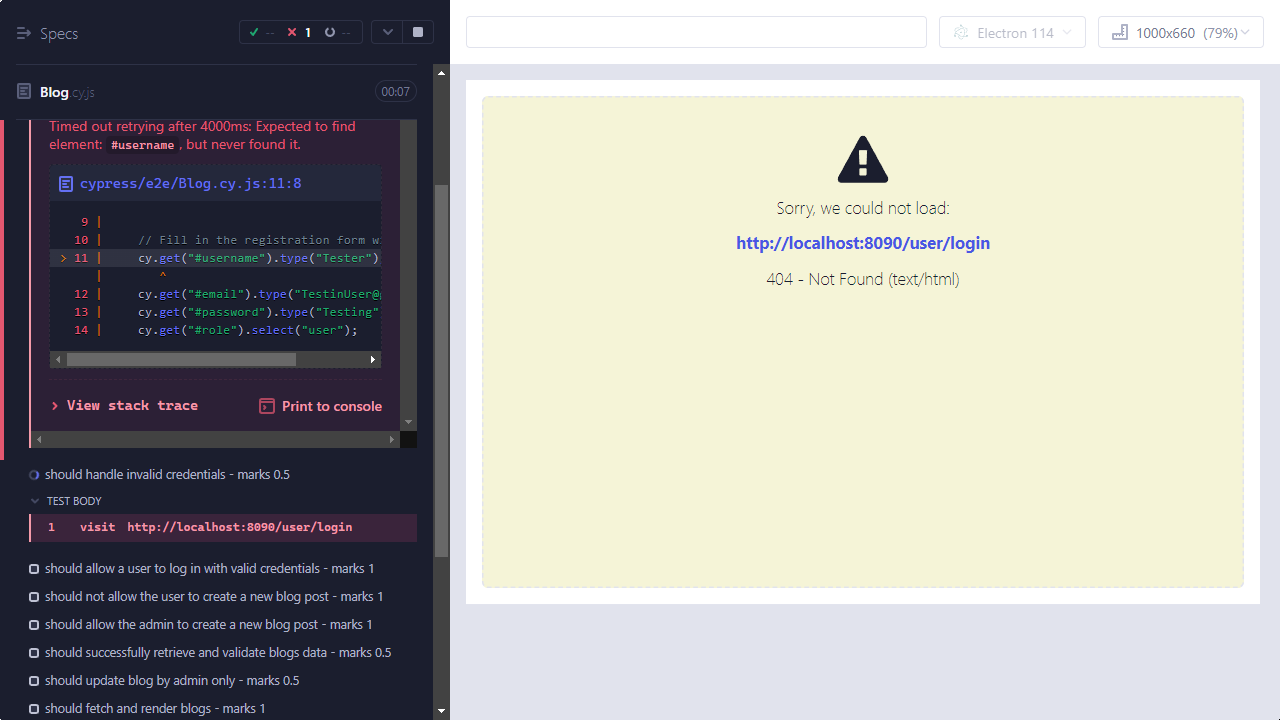 Specs
-- 1 --
Electron 114
1000x660 (79%)
Blog.cy.js
00:07
Timed out retrying after 4000ms: Expected to find
element: #username, but never found it.
cypress/e2e/Blog.cy.js:11:8
9 |
10 | // Fill in the registration form w
> 11 | cy.get("#username").type("Tester")
| ^
12 | cy.get("#email").type("TestinUser@
13 | cy.get("#password").type("Testing"
14 | cy.get("#role").select("user");
> View stack trace
Print to console
should handle invalid credentials - marks 0.5
TEST BODY
1 visit http://localhost:8090/user/login
should allow a user to log in with valid credentials - marks 1
should not allow the user to create a new blog post - marks 1
should allow the admin to create a new blog post - marks 1
should successfully retrieve and validate blogs data - marks 0.5
should update blog by admin only - marks 0.5
should fetch and render blogs - marks 1
Sorry, we could not load:
http://localhost:8090/user/login
404 - Not Found (text/html)